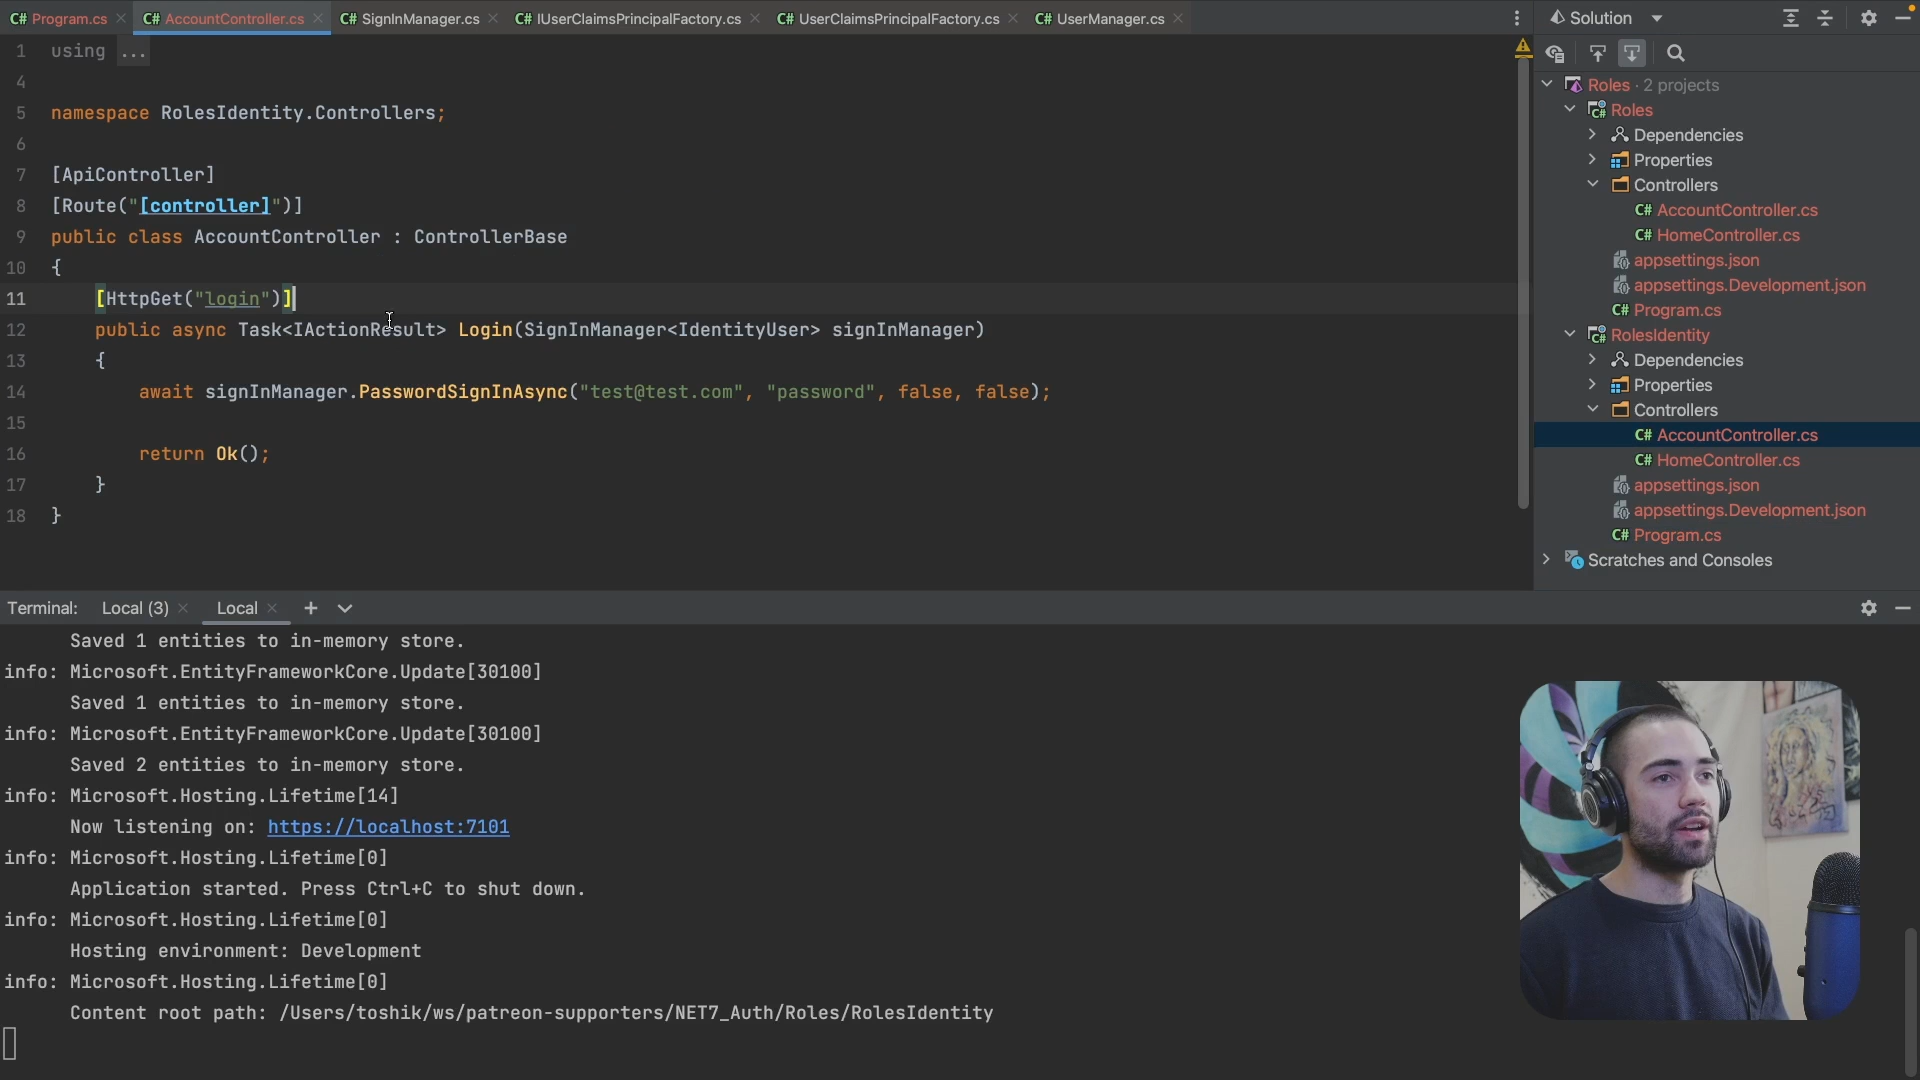 Program.cs
AccountController.cs
SignInManager.cs
IUserClaimsPrincipalFactory.cs
UserClaimsPrincipalFactory.cs
UserManager.cs
Solution
1 using ...
4
5 namespace RolesIdentity.Controllers;
6
7 [ApiController]
8 [Route("[controller]")]
9 public class AccountController : ControllerBase
10 {
11 [HttpGet("login")]
12 public async Task<IActionResult> Login(SignInManager<IdentityUser> signInManager)
13 {
14 await signInManager.PasswordSignInAsync("test@test.com", "password", false, false);
15
16 return Ok();
17 }
18 }
Roles · 2 projects
Roles
Dependencies
Properties
Controllers
C# AccountController.cs
C# HomeController.cs
appsettings.json
appsettings.Development.json
C# Program.cs
RolesIdentity
Dependencies
Properties
Controllers
C# AccountController.cs
C# HomeController.cs
appsettings.json
appsettings.Development.json
C# Program.cs
Scratches and Consoles
Terminal: Local (3) Local
Saved 1 entities to in-memory store.
info: Microsoft.EntityFrameworkCore.Update[30100]
Saved 1 entities to in-memory store.
info: Microsoft.EntityFrameworkCore.Update[30100]
Saved 2 entities to in-memory store.
info: Microsoft.Hosting.Lifetime[14]
Now listening on: https://localhost:7101
info: Microsoft.Hosting.Lifetime[0]
Application started. Press Ctrl+C to shut down.
info: Microsoft.Hosting.Lifetime[0]
Hosting environment: Development
info: Microsoft.Hosting.Lifetime[0]
Content root path: /Users/toshik/ws/patreon-supporters/NET7_Auth/Roles/RolesIdentity